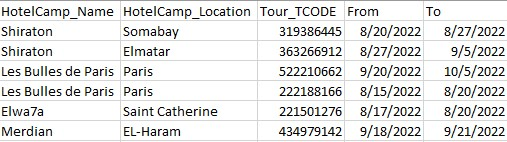 HotelCamp_Name HotelCamp_Location Tour_TCODE From To
Shiraton Somabay 319386445 8/20/2022 8/27/2022
Shiraton Elmatar 363266912 8/27/2022 9/5/2022
Les Bulles de Paris Paris 522210662 9/20/2022 10/5/2022
Les Bulles de Paris Paris 222188166 8/15/2022 8/20/2022
Elwa7a Saint Catherine 221501276 8/17/2022 8/20/2022
Merdian EL-Haram 434979142 9/18/2022 9/21/2022